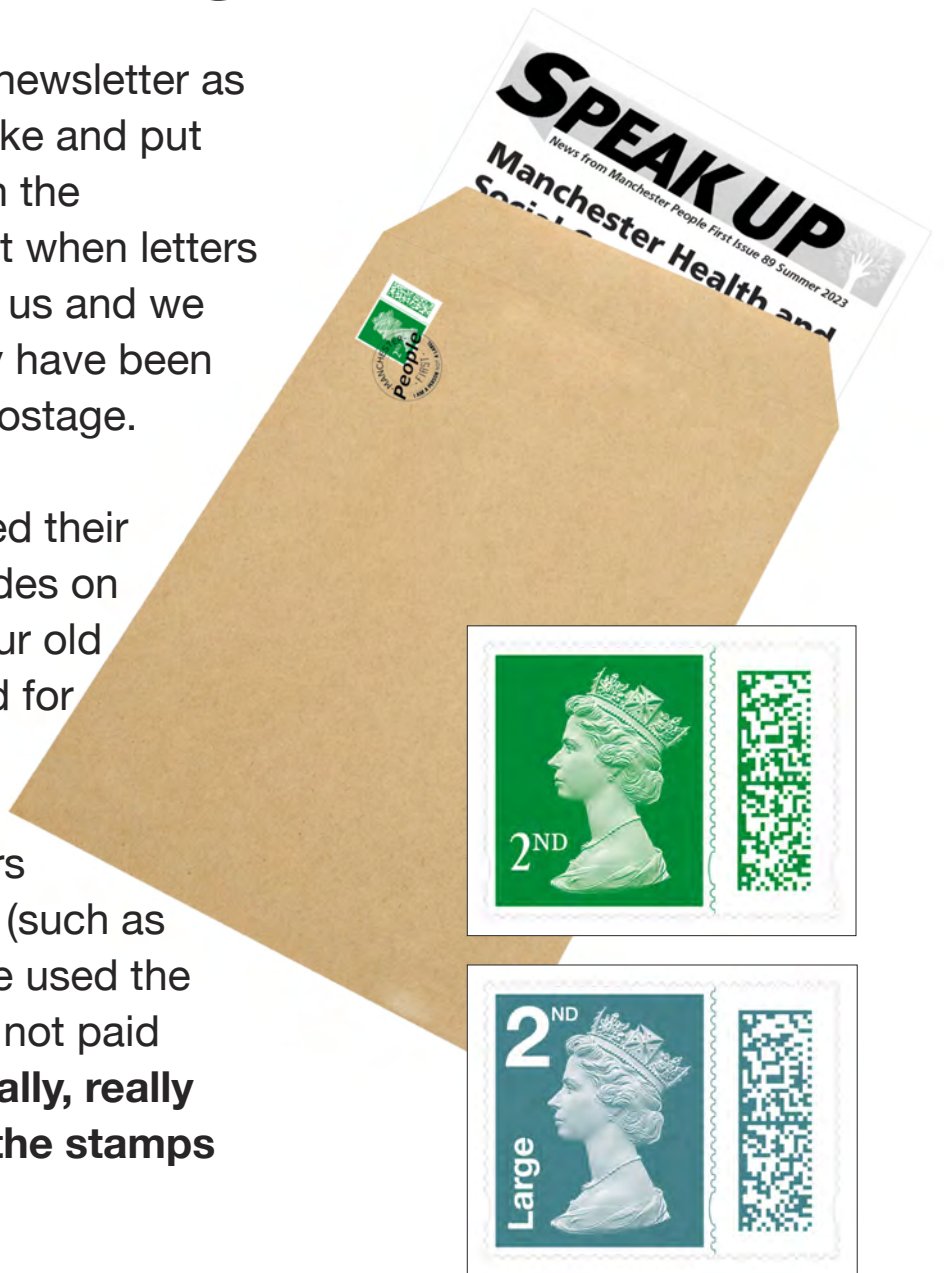 newsletter as
ke and put
the
t when letters
us and we
have been
ostage.
ed their
des on
ur old
d for
rs
(such as
e used the
not paid
ally, really
the stamps
SPEAK UP
News from Manchester People First Issue 89 Summer 2023
Manchester Health and
MANCHESTER
People
-FIRST-
2ND
2ND
Large